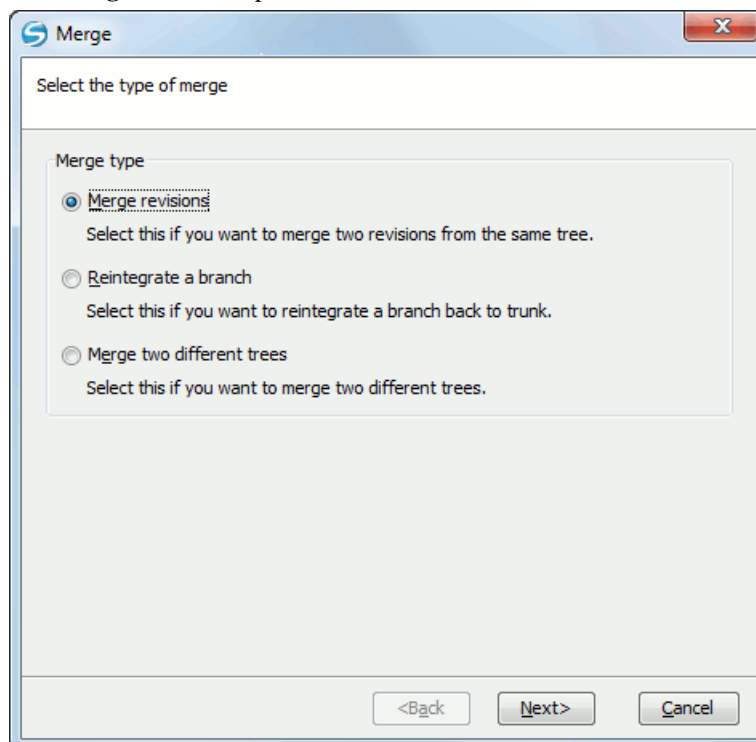 Merge
Select the type of merge
Merge type
Merge revisions
Select this if you want to merge two revisions from the same tree.
Reintegrate a branch
Select this if you want to reintegrate a branch back to trunk.
Merge two different trees
Select this if you want to merge two different trees.
<Back Next> Cancel